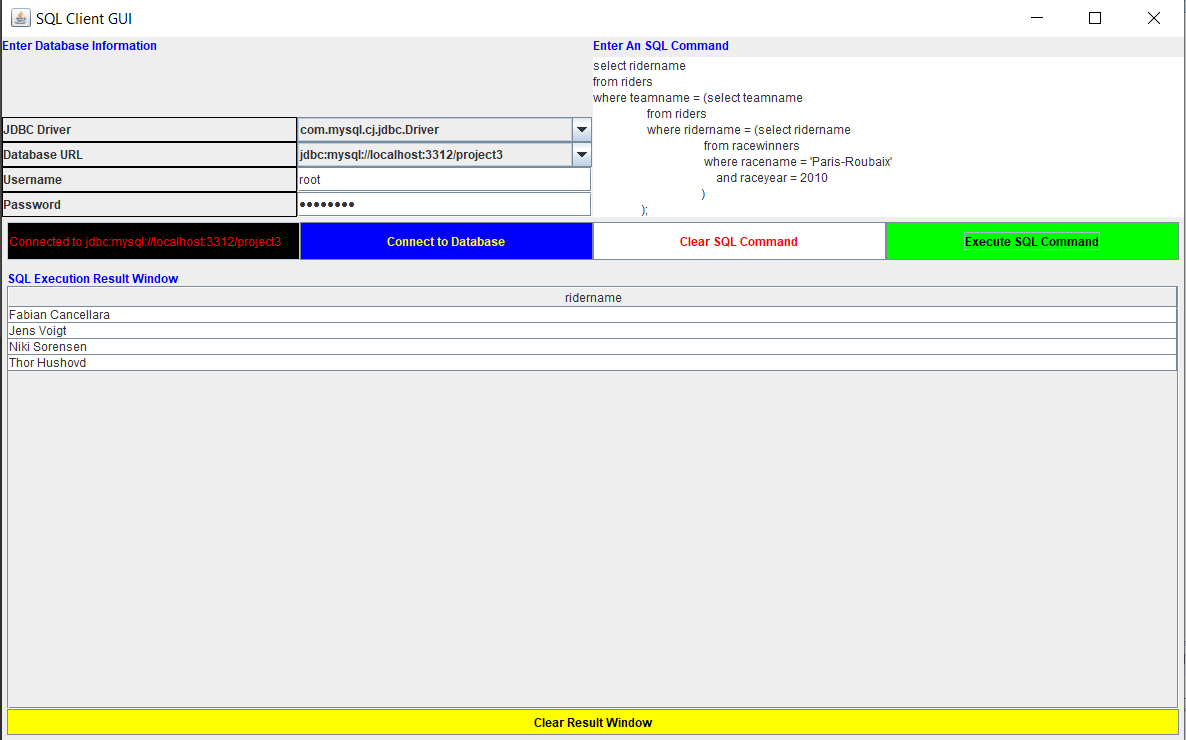 SQL Client GUI
Enter Database Information
Enter An SQL Command
select ridername
from riders
where teamname = (select teamname
from riders
where ridername = (select ridername
from racewinners
where racename = 'Paris-Roubaix'
and raceyear = 2010
)
);
JDBC Driver
com.mysql.cj.jdbc.Driver
Database URL
jdbc:mysql://localhost:3312/project3
Username
root
Password
••••••••
Connected to jdbc:mysql://localhost:3312/project3
Connect to Database
Clear SQL Command
Execute SQL Command
SQL Execution Result Window
ridername
Fabian Cancellara
Jens Voigt
Niki Sorensen
Thor Hushovd
Clear Result Window